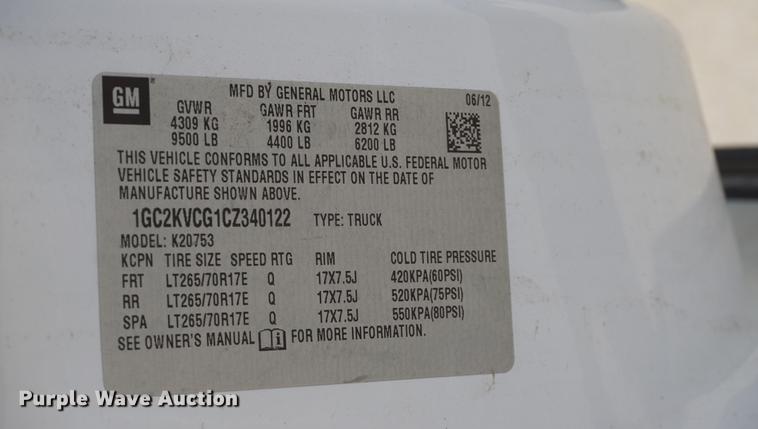 GM
MFD BY GENERAL MOTORS LLC 06/12
GVWR GAWR FRT GAWR RR
4309 KG 1996 KG 2812 KG
9500 LB 4400 LB 6200 LB
THIS VEHICLE CONFORMS TO ALL APPLICABLE U.S. FEDERAL MOTOR
VEHICLE SAFETY STANDARDS IN EFFECT ON THE DATE OF
MANUFACTURE SHOWN ABOVE.
1GC2KVCG1CZ340122 TYPE: TRUCK
MODEL: K20753
KCPN TIRE SIZE SPEED RTG RIM COLD TIRE PRESSURE
FRT LT265/70R17E Q 17X7.5J 420KPA(60PSI)
RR LT265/70R17E Q 17X7.5J 520KPA(75PSI)
SPA LT265/70R17E Q 17X7.5J 550KPA(80PSI)
SEE OWNER'S MANUAL FOR MORE INFORMATION.
Purple Wave Auction